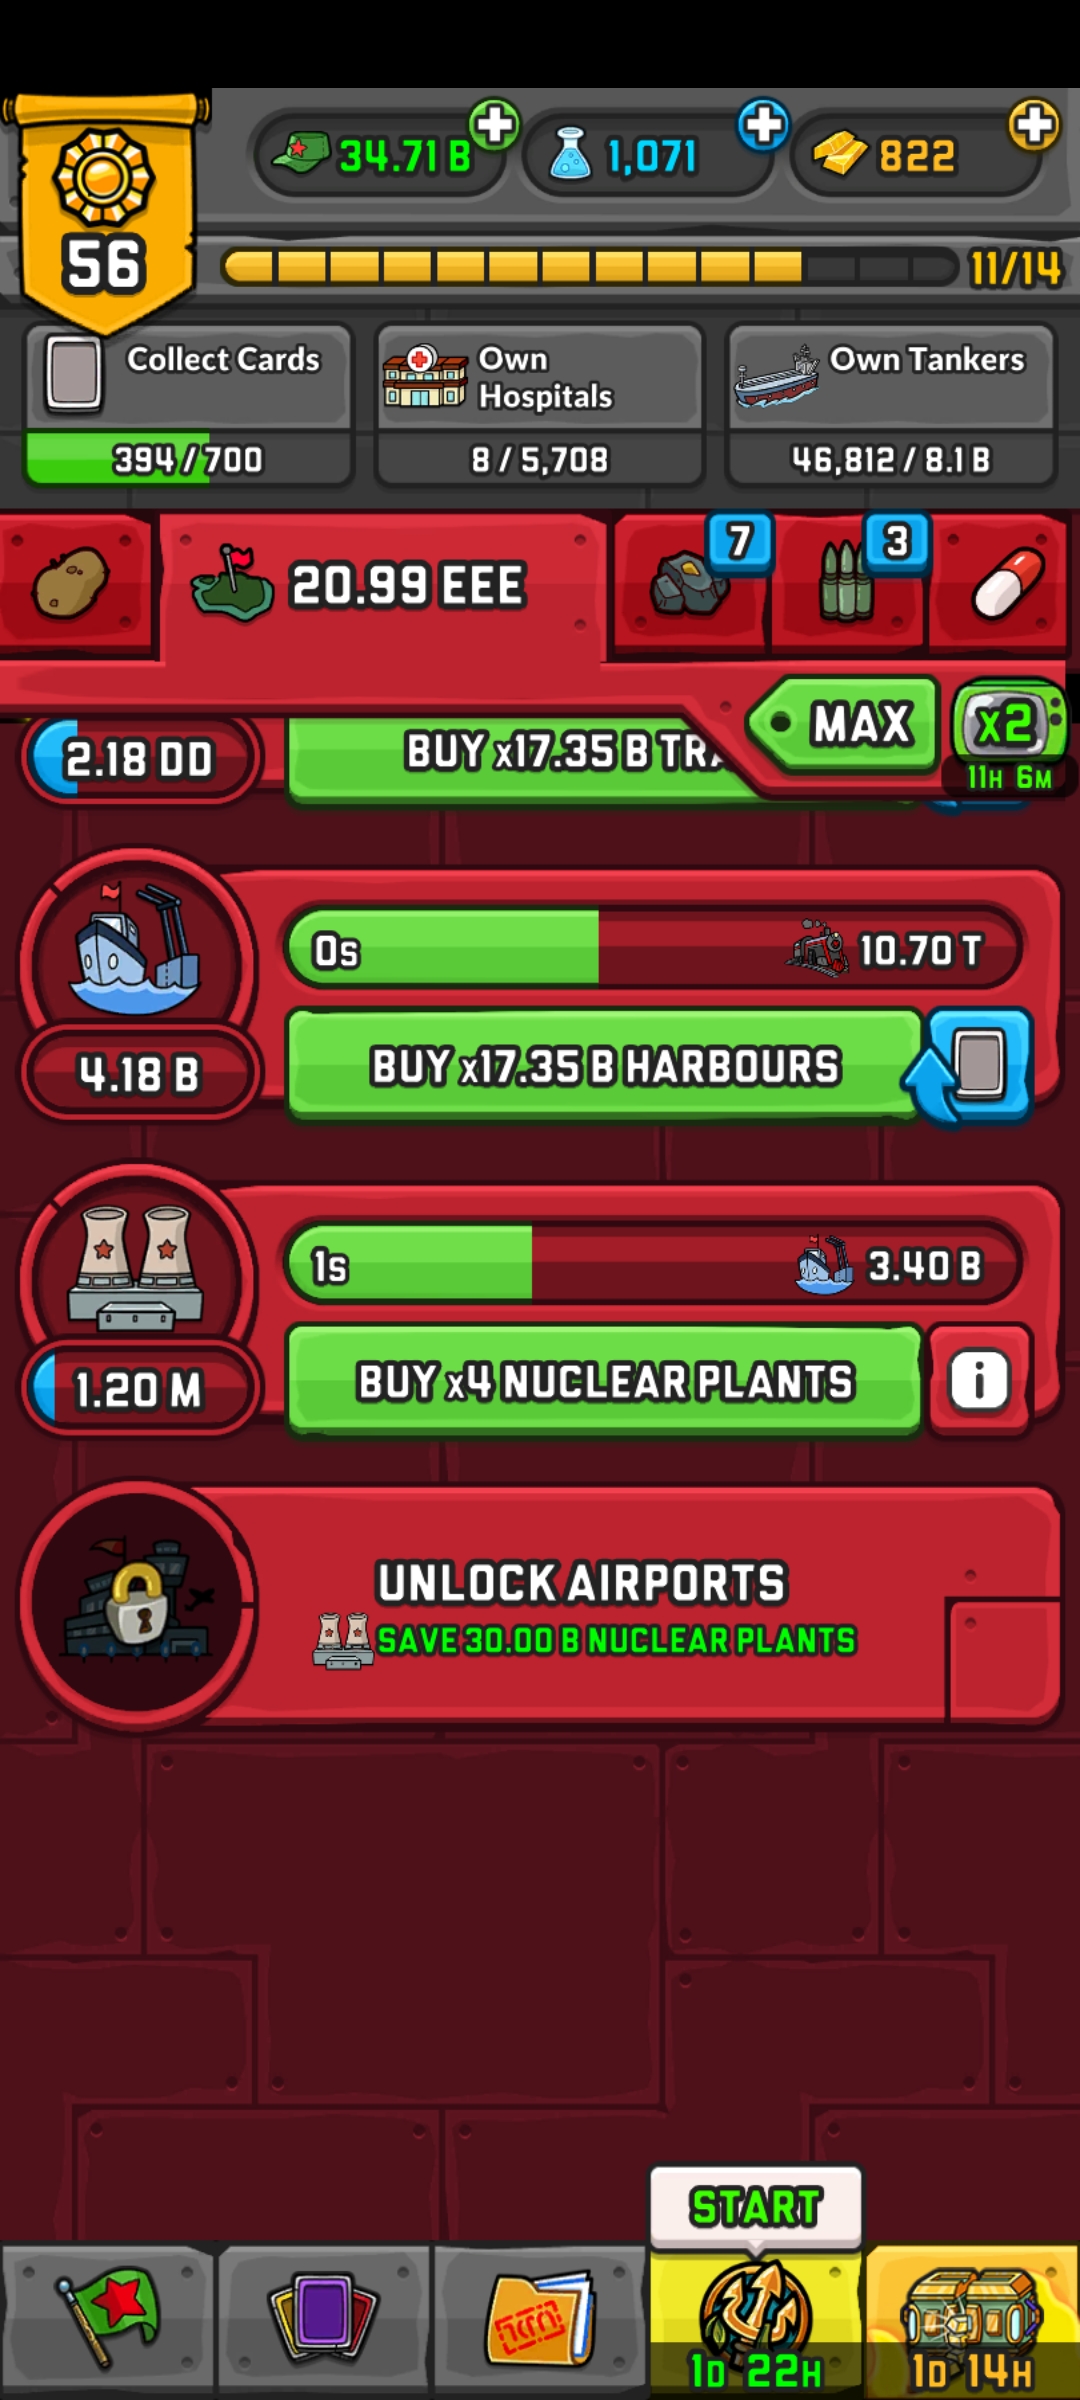 34.71 B
1,071
822
56
11/14
Collect Cards
394/700
Own
Hospitals
8/5,708
Own Tankers
46,812/8.1 B
20.99 EEE
7
3
MAX
x2
11H 6M
2.18 DD
BUY x17.35 B TRA
0s
10.70 T
4.18 B
BUY x17.35 B HARBOURS
1s
3.40 B
1.20 M
BUY x4 NUCLEAR PLANTS
i
UNLOCK AIRPORTS
SAVE 30.00 B NUCLEAR PLANTS
START
1D 22H
1D 14H